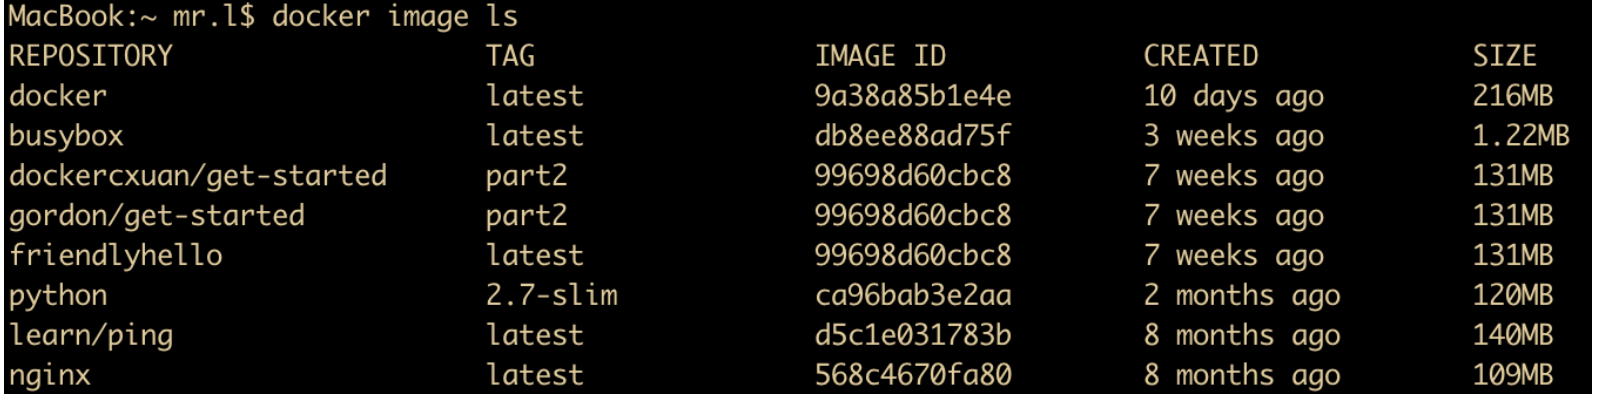 MacBook:~ mr.l$ docker image ls
REPOSITORY TAG IMAGE ID CREATED SIZE
docker latest 9a38a85b1e4e 10 days ago 216MB
busybox latest db8ee88ad75f 3 weeks ago 1.22MB
dockercxuan/get-started part2 99698d60cbc8 7 weeks ago 131MB
gordon/get-started part2 99698d60cbc8 7 weeks ago 131MB
friendlyhello latest 99698d60cbc8 7 weeks ago 131MB
python 2.7-slim ca96bab3e2aa 2 months ago 120MB
learn/ping latest d5c1e031783b 8 months ago 140MB
nginx latest 568c4670fa80 8 months ago 109MB